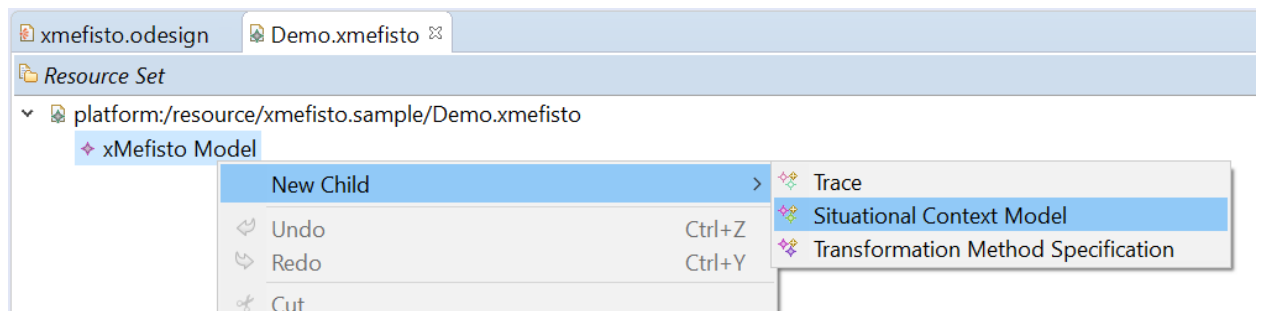 xmefisto.odesign Demo.xmefisto
Resource Set
platform:/resource/xmefisto.sample/Demo.xmefisto
xMefisto Model
New Child
Trace
Situational Context Model
Transformation Method Specification
Undo Ctrl+Z
Redo Ctrl+Y
Cut